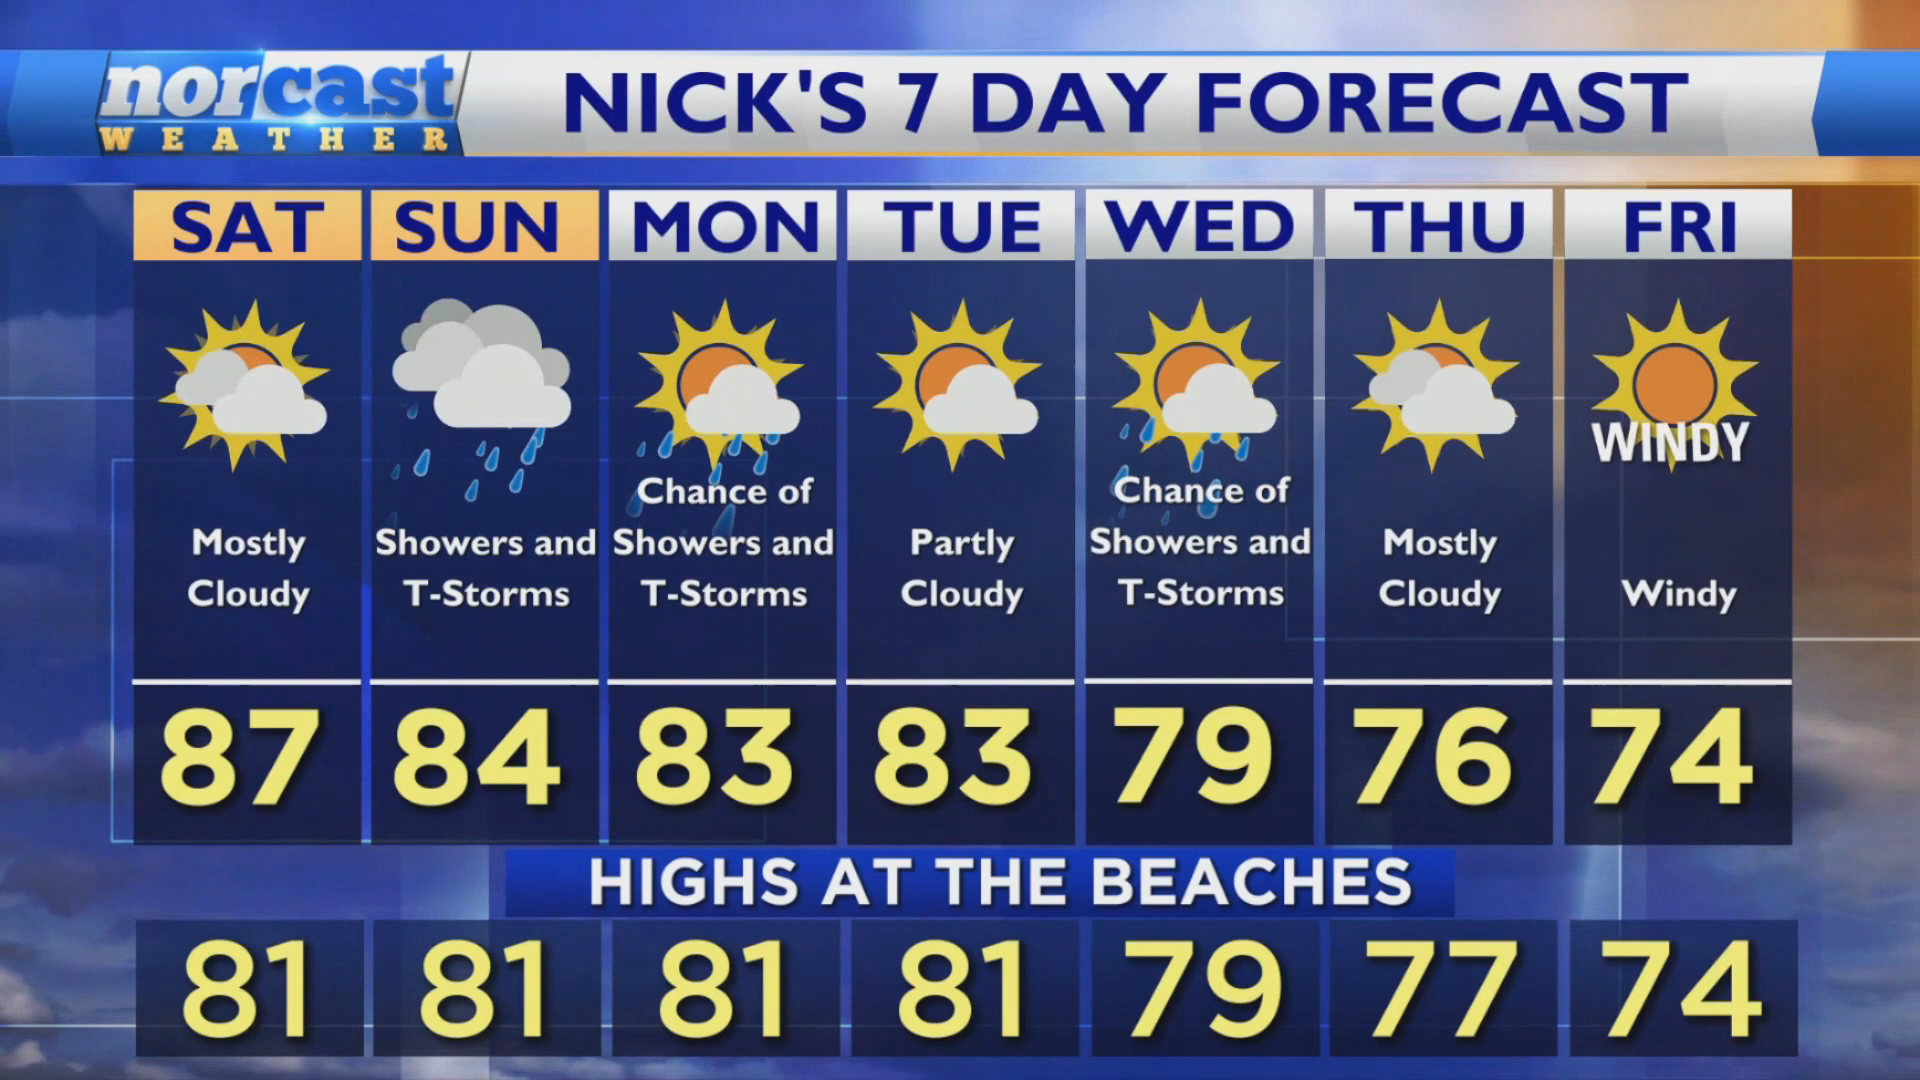 norcast
WEATHER
NICK'S 7 DAY FORECAST
SAT SUN MON TUE WED THU FRI
WINDY
Mostly
Cloudy
Showers and
T-Storms
Chance of
Showers and
T-Storms
Partly
Cloudy
Chance of
Showers and
T-Storms
Mostly
Cloudy
Windy
87 84 83 83 79 76 74
HIGHS AT THE BEACHES
81 81 81 81 79 77 74